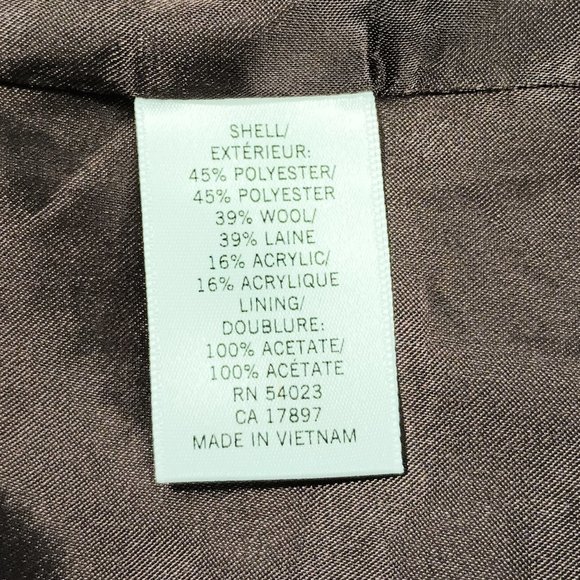 SHELL/
EXTÉRIEUR:
45% POLYESTER/
45% POLYESTER
39% WOOL/
39% LAINE
16% ACRYLIC/
16% ACRYLIQUE
LINING/
DOUBLURE:
100% ACETATE/
100% ACÉTATE
RN 54023
CA 17897
MADE IN VIETNAM